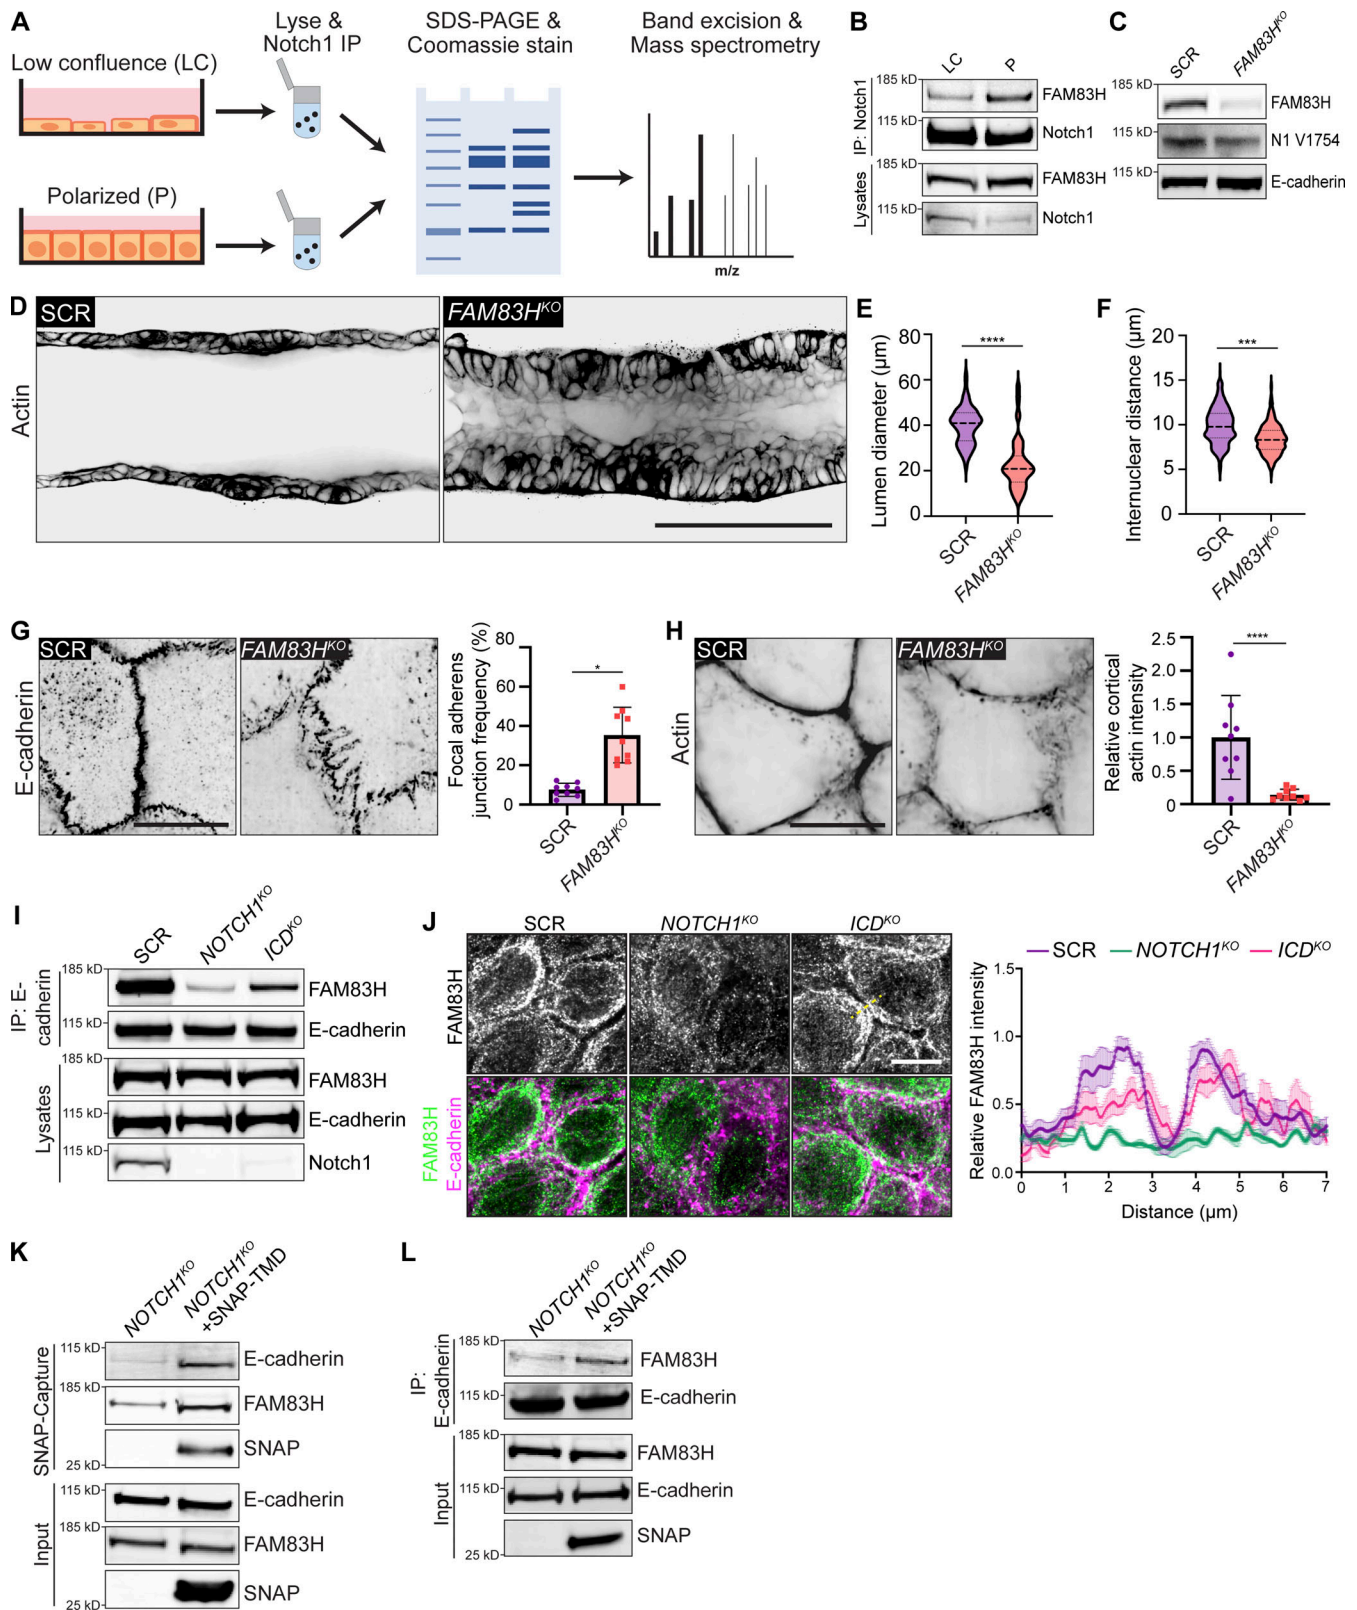 A
Low confluence (LC)
Polarized (P)
Lyse &
Notch1 IP
SDS-PAGE &
Coomassie stain
Band excision &
Mass spectrometry
m/z
B
LC
P
IP: Notch1
185 kD
FAM83H
115 kD
Notch1
Lysates
FAM83H
115 kD
Notch1
C
SCR
FAM83H^KO
185 kD
FAM83H
115 kD
N1 V1754
115 kD
E-cadherin
D
SCR
FAM83H^KO
Actin
E
Lumen diameter (µm)
80
60
40
20
0
****
SCR
FAM83H^KO
F
Internuclear distance (µm)
20
15
10
5
0
***
SCR
FAM83H^KO
G
SCR
FAM83H^KO
E-cadherin
Focal adherens
junction frequency (%)
80
60
40
20
0
*
SCR
FAM83H^KO
H
SCR
FAM83H^KO
Actin
Relative cortical
actin intensity
2.5
2.0
1.5
1.0
0.5
0
****
SCR
FAM83H^KO
I
SCR
NOTCH1^KO
ICD^KO
IP: E-
cadherin
185 kD
FAM83H
115 kD
E-cadherin
Lysates
185 kD
FAM83H
115 kD
E-cadherin
115 kD
Notch1
J
SCR
NOTCH1^KO
ICD^KO
FAM83H
FAM83H
E-cadherin
SCR
NOTCH1^KO
ICD^KO
Relative FAM83H intensity
1.5
1.0
0.5
0.0
0
1
2
3
4
5
6
7
Distance (µm)
K
NOTCH1^KO
NOTCH1^KO
+SNAP-TMD
SNAP-Capture
115 kD
E-cadherin
185 kD
FAM83H
25 kD
SNAP
Input
115 kD
E-cadherin
185 kD
FAM83H
25 kD
SNAP
L
NOTCH1^KO
NOTCH1^KO
+SNAP-TMD
IP:
E-cadherin
185 kD
FAM83H
115 kD
E-cadherin
Input
185 kD
FAM83H
115 kD
E-cadherin
25 kD
SNAP